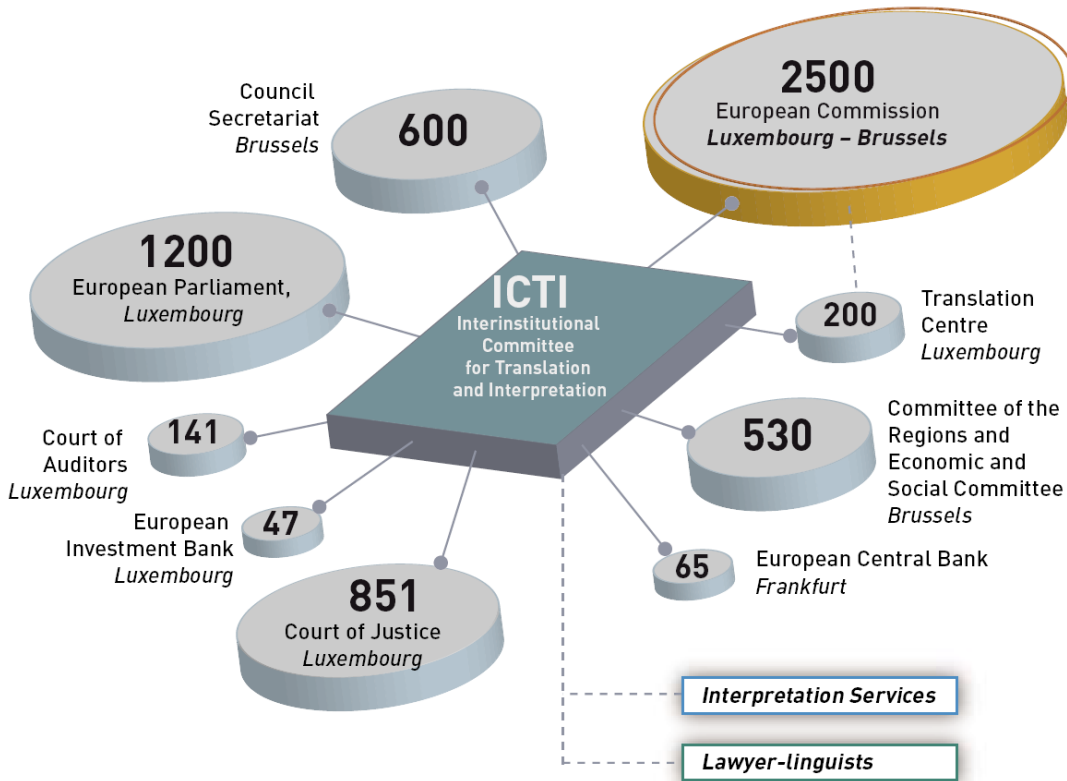 2500
European Commission
Luxembourg – Brussels
Council
Secretariat
Brussels
600
1200
European Parliament,
Luxembourg
ICTI
Interinstitutional
Committee
for Translation
and Interpretation
200
Translation
Centre
Luxembourg
141
Court of
Auditors
Luxembourg
530
Committee of the
Regions and
Economic and
Social Committee
Brussels
47
European
Investment Bank
Luxembourg
65
European Central Bank
Frankfurt
851
Court of Justice
Luxembourg
Interpretation Services
Lawyer-linguists